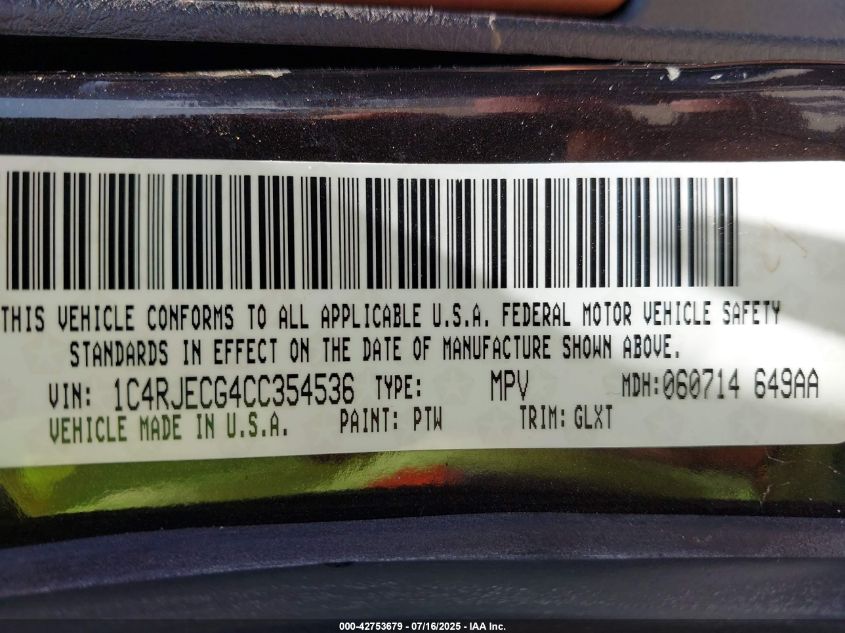 THIS VEHICLE CONFORMS TO ALL APPLICABLE U.S.A. FEDERAL MOTOR VEHICLE SAFETY
STANDARDS IN EFFECT ON THE DATE OF MANUFACTURE SHOWN ABOVE.
VIN: 1C4RJECG4CC354536 TYPE: MPV MDH:060714 649AA
VEHICLE MADE IN U.S.A. PAINT: PTW TRIM: GLXT
000-42753679 - 07/16/2025 - IAA Inc.